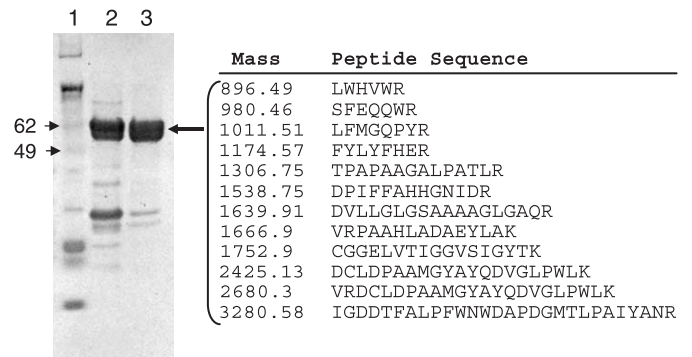 1 2 3
Mass Peptide Sequence
896.49 LWHVWR
980.46 SFEQQWR
1011.51 LFMGQPYR
62
1174.57 FYLYFHER
49
1306.75 TPAPAAGALPATLR
1538.75 DPIFFAHHGNIDR
1639.91 DVLLGLGSAAAAGLGAQR
1666.9 VRPAAHLADAEYLAK
1752.9 CGGELVTIGGVSIGYTK
2425.13 DCLDPAAMGYAYQDVGLPWLK
2680.3 VRDCLDPAAMGYAYQDVGLPWLK
3280.58 IGDDTFALPFWNWDAPDGMTLPAIYANR